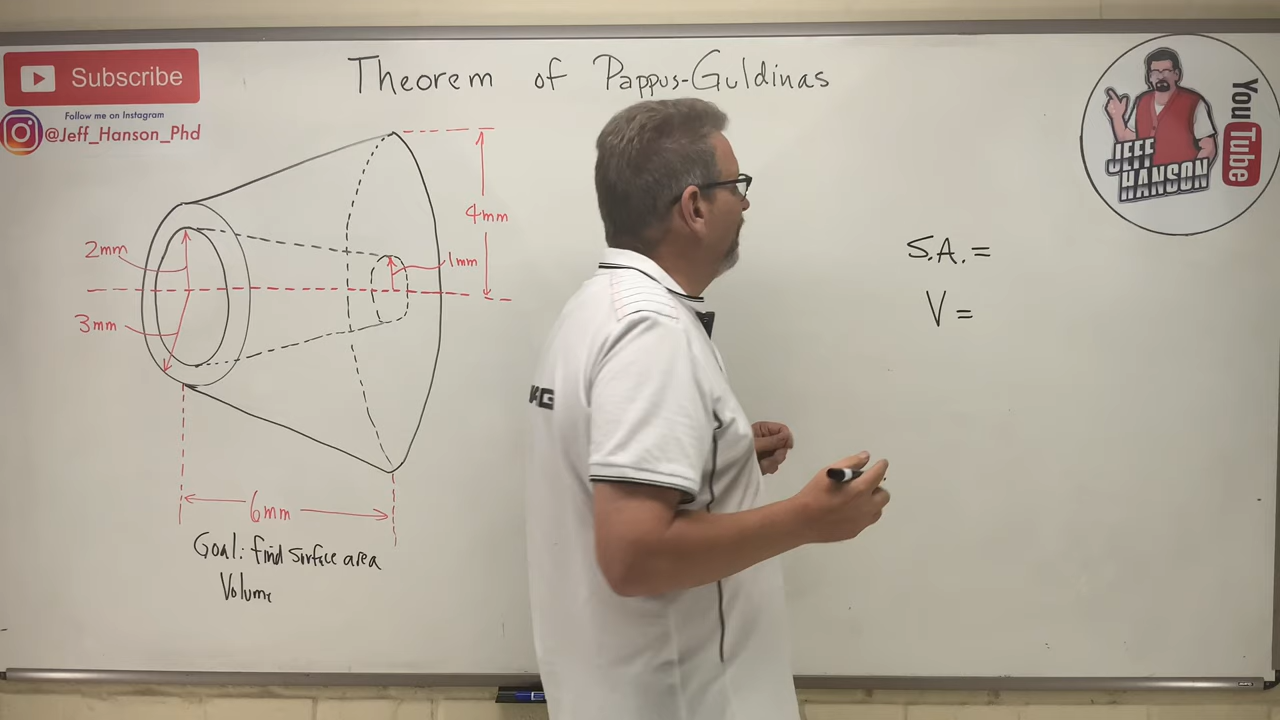 Subscribe
Follow me on Instagram
@Jeff_Hanson_Phd
Theorem of Pappus-Guldinas
YouTube
JEFF
HANSON
4mm
2mm
1mm
3mm
6mm
Goal: find surface area
Volume
S.A. =
V =